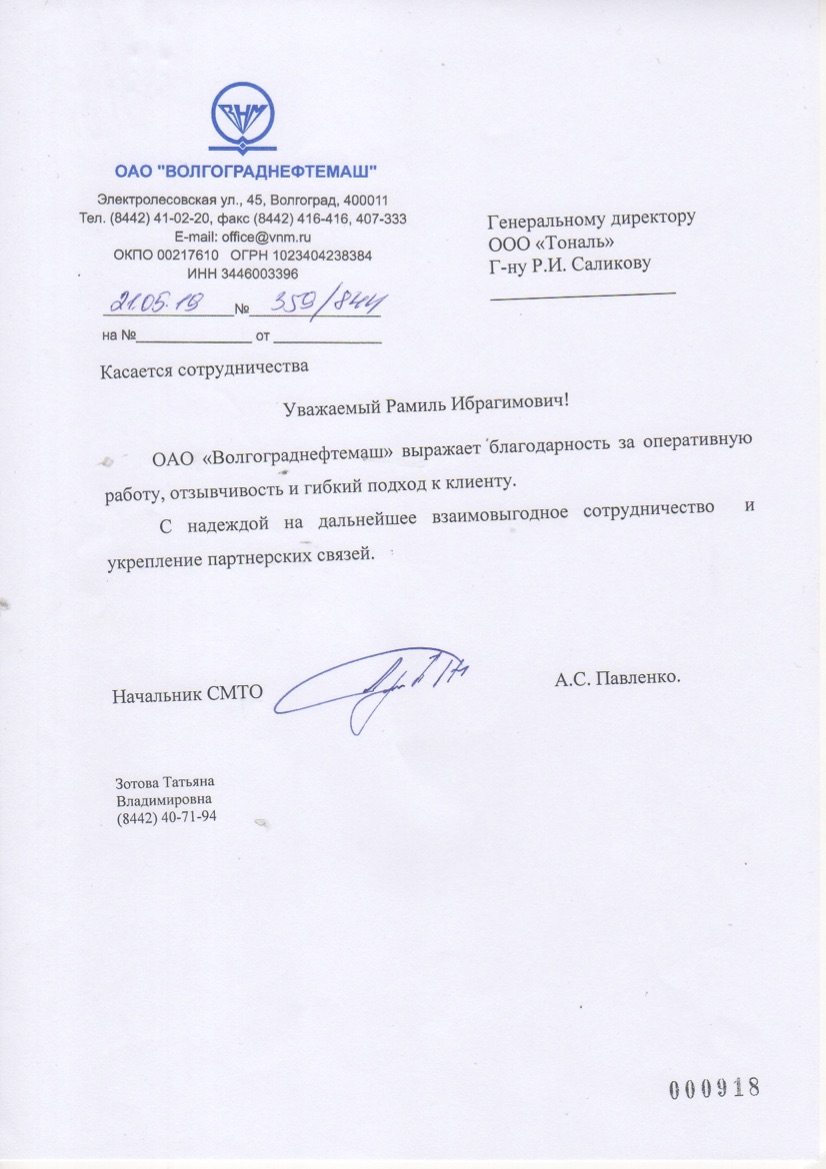 ВНМ
ОАО "ВОЛГОГРАДНЕФТЕМАШ"
Электролесовская ул., 45, Волгоград, 400011
Тел. (8442) 41-02-20, факс (8442) 416-416, 407-333
E-mail: office@vnm.ru
ОКПО 00217610 ОГРН 1023404238384
ИНН 3446003396
21.05.19 № 359/844
на № от
Генеральному директору
ООО «Тональ»
Г-ну Р.И. Саликову
Касается сотрудничества
Уважаемый Рамиль Ибрагимович!
ОАО «Волгограднефтемаш» выражает благодарность за оперативную
работу, отзывчивость и гибкий подход к клиенту.
С надеждой на дальнейшее взаимовыгодное сотрудничество и
укрепление партнерских связей.
Начальник СМТО
А.С. Павленко.
Зотова Татьяна
Владимировна
(8442) 40-71-94
000918